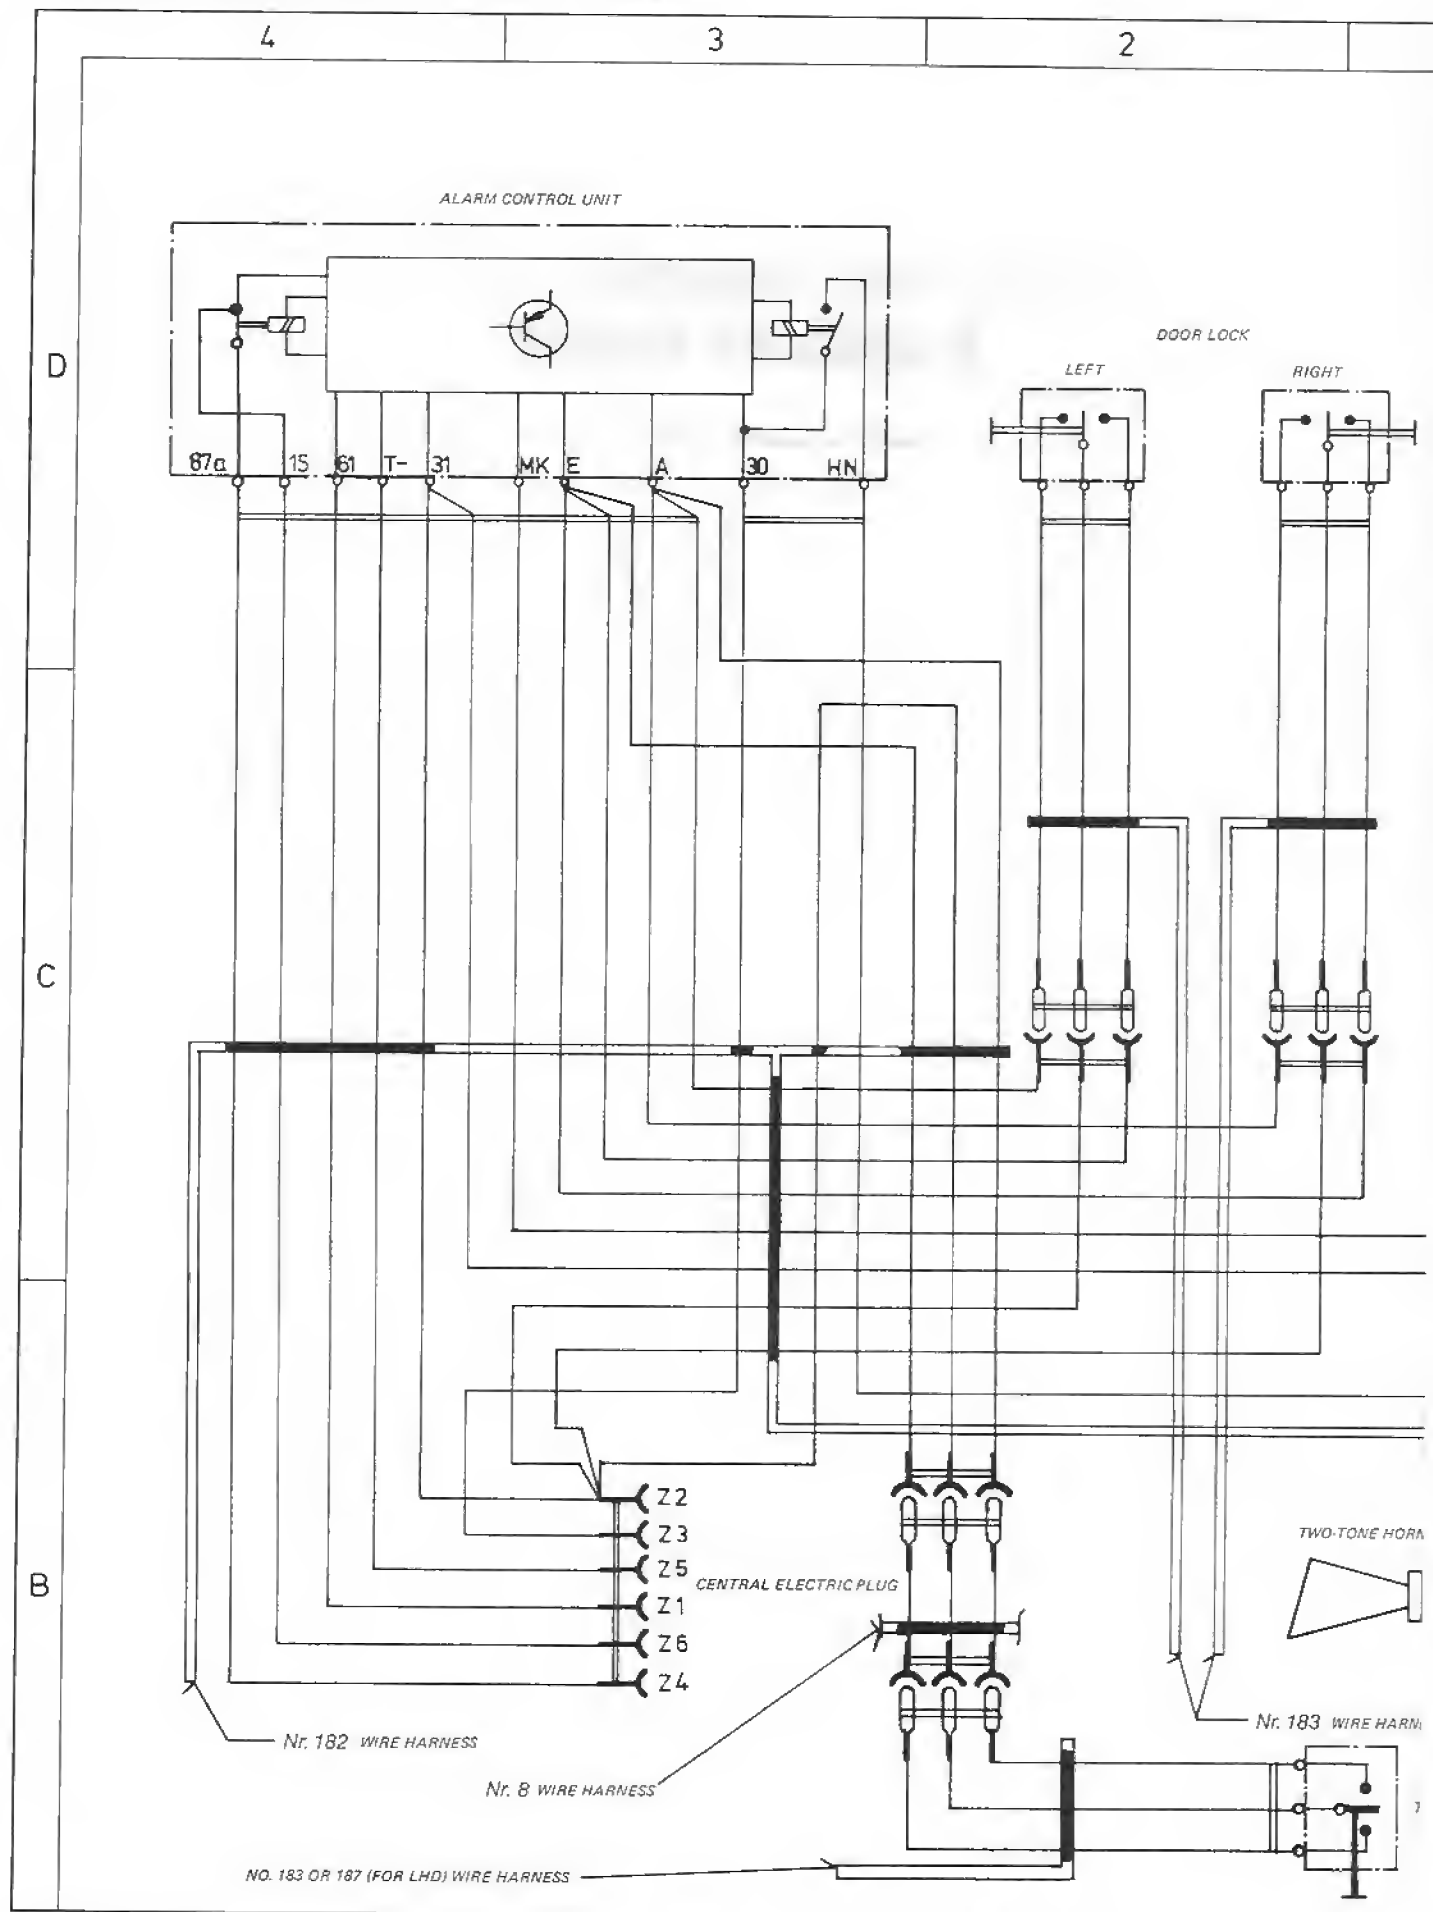 4 3 2
ALARM CONTROL UNIT
DOOR LOCK
LEFT RIGHT
D
87a 15 61 T- 31 MK E A 30 HN
C
Z2
Z3
TWO-TONE HORN
Z5
B
CENTRAL ELECTRIC PLUG
Z1
Z6
Z4
Nr. 183 WIRE HARN
Nr. 182 WIRE HARNESS
Nr. 8 WIRE HARNESS
NO. 183 OR 187 (FOR LHD) WIRE HARNESS